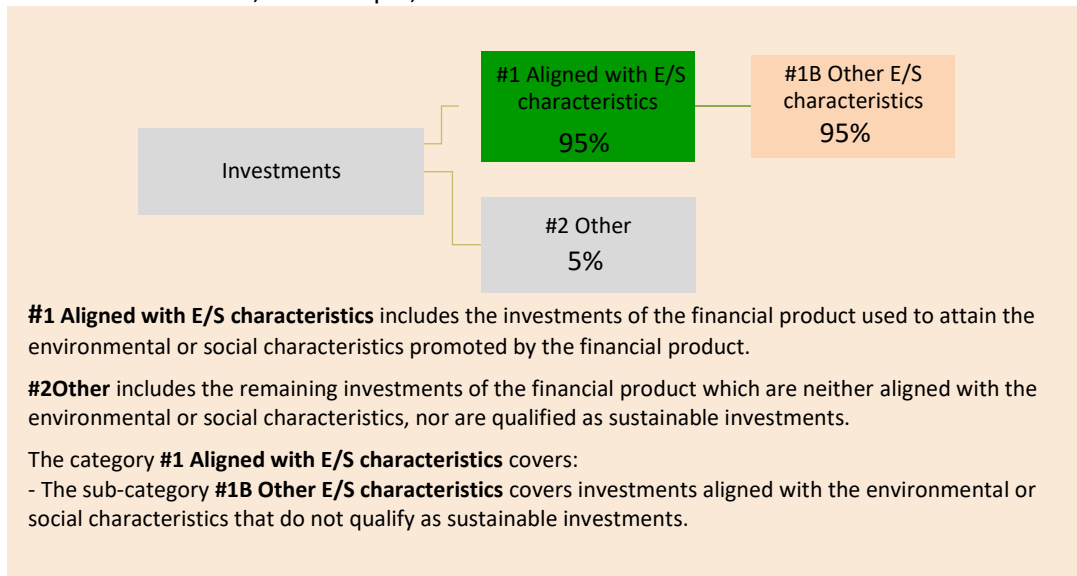 #1 Aligned with E/S
characteristics
95%
#1B Other E/S
characteristics
95%
Investments
#2 Other
5%
#1 Aligned with E/S characteristics includes the investments of the financial product used to attain the
environmental or social characteristics promoted by the financial product.
#2Other includes the remaining investments of the financial product which are neither aligned with the
environmental or social characteristics, nor are qualified as sustainable investments.
The category #1 Aligned with E/S characteristics covers:
- The sub-category #1B Other E/S characteristics covers investments aligned with the environmental or
social characteristics that do not qualify as sustainable investments.